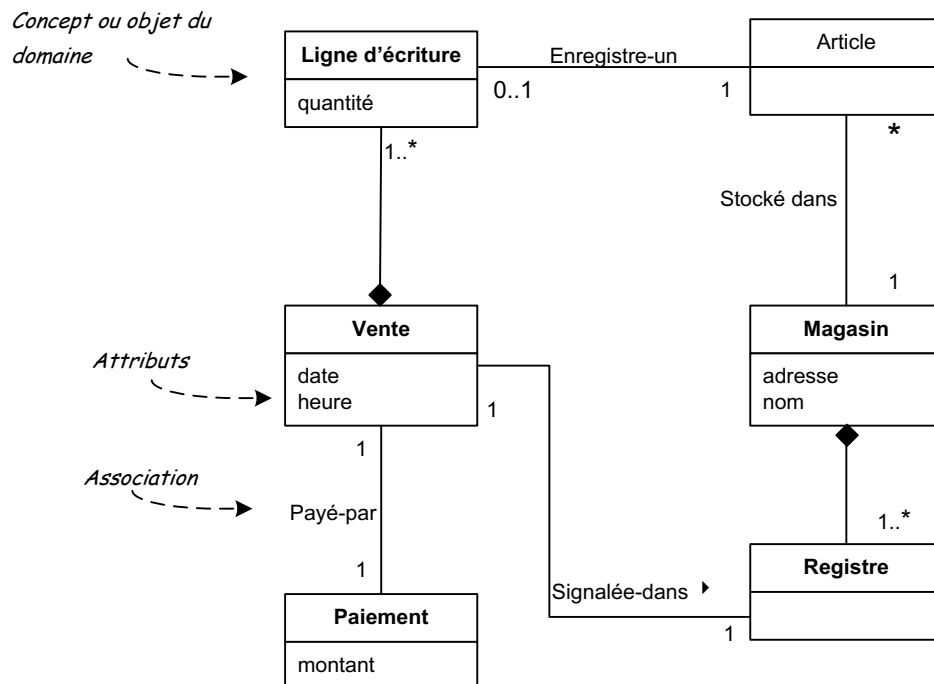 Concept ou objet du
domaine
Ligne d'écriture
quantité
Enregistre-un
0..1
1
Article
1..*
*
Stocké dans
1
Vente
date
heure
Magasin
adresse
nom
Attributs
1
1
Association
Payé-par
1
1..*
Signalée-dans
1
Registre
Paiement
montant